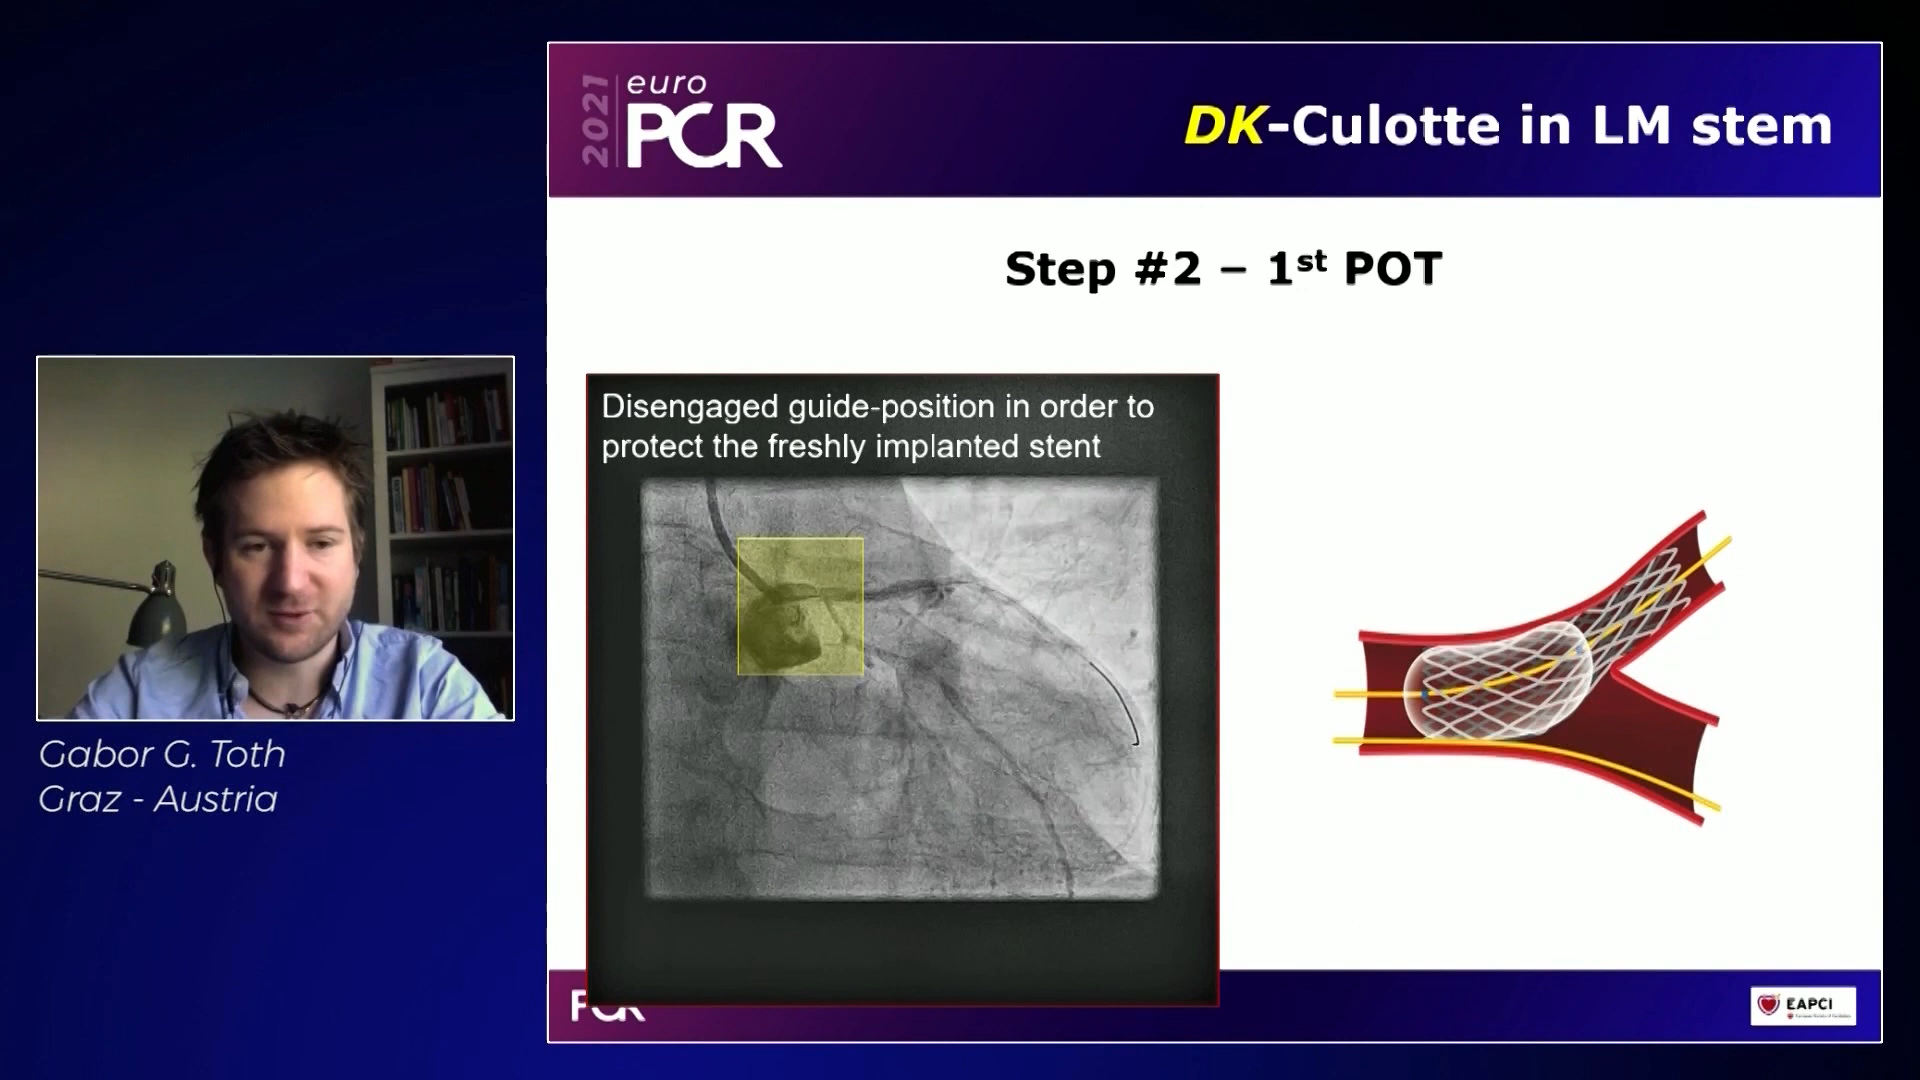 2021
euro
PCR
DK-Culotte in LM stem
Step #2 – 1st POT
Disengaged guide-position in order to
protect the freshly implanted stent
Gabor G. Toth
Graz - Austria
EAPCI